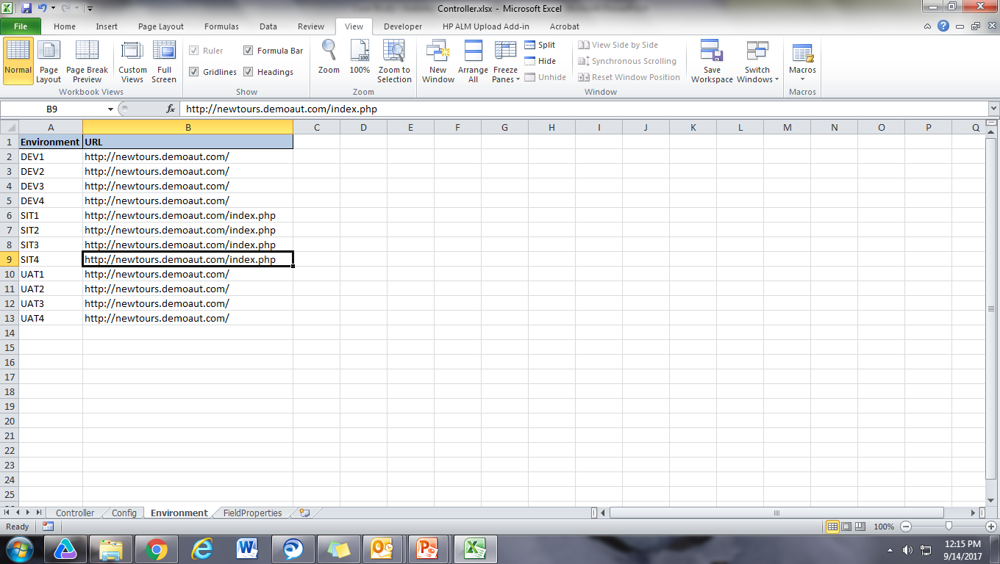 Controller.xlsx - Microsoft Excel
File Home Insert Page Layout Formulas Data Review View Developer HP ALM Upload Add-in Acrobat
Normal
Page Layout
Page Break Preview
Custom Views
Full Screen
Workbook Views
Ruler
Formula Bar
Gridlines
Headings
Show
Zoom
100
100%
Zoom to Selection
Zoom
New Window
Arrange All
Freeze Panes
Split
Hide
Unhide
View Side by Side
Synchronous Scrolling
Reset Window Position
Window
Save Workspace
Switch Windows
Macros
Macros
B9 fx http://newtours.demoaut.com/index.php
A B C D E F G H I J K L M N O P Q
1 Environment URL
2 DEV1 http://newtours.demoaut.com/
3 DEV2 http://newtours.demoaut.com/
4 DEV3 http://newtours.demoaut.com/
5 DEV4 http://newtours.demoaut.com/
6 SIT1 http://newtours.demoaut.com/index.php
7 SIT2 http://newtours.demoaut.com/index.php
8 SIT3 http://newtours.demoaut.com/index.php
9 SIT4 http://newtours.demoaut.com/index.php
10 UAT1 http://newtours.demoaut.com/
11 UAT2 http://newtours.demoaut.com/
12 UAT3 http://newtours.demoaut.com/
13 UAT4 http://newtours.demoaut.com/
14
15
16
17
18
19
20
21
22
23
24
25
Controller Config Environment FieldProperties
Ready 100%
12:15 PM
9/14/2017